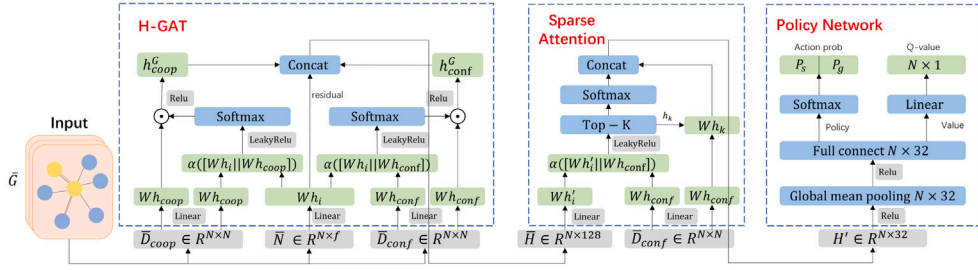 H-GAT
Sparse
Attention
Policy Network
Action prob
Q-value
h^G_coop
Concat
h^G_conf
Concat
P_s
P_g
N × 1
Relu
residual
Relu
Softmax
Softmax
Softmax
Softmax
Linear
LeakyRelu
LeakyRelu
Top − K
h_k
Wh_k
Policy
Value
Input
LeakyRelu
α([Wh_i||Wh_coop])
α([Wh_i||Wh_conf])
α([Wh'_i||Wh_conf])
Full connect N × 32
Relu
G̅
Wh_coop
Wh_coop
Wh_i
Wh_conf
Wh_conf
Wh'_i
Wh_conf
Wh_conf
Global mean pooling N × 32
Linear
Linear
Linear
Linear
Linear
Relu
D̅_coop ∈ R^{N×N}
N̅ ∈ R^{N×f}
D̅_conf ∈ R^{N×N}
H̅ ∈ R^{N×128}
D̅_conf ∈ R^{N×N}
H' ∈ R^{N×32}